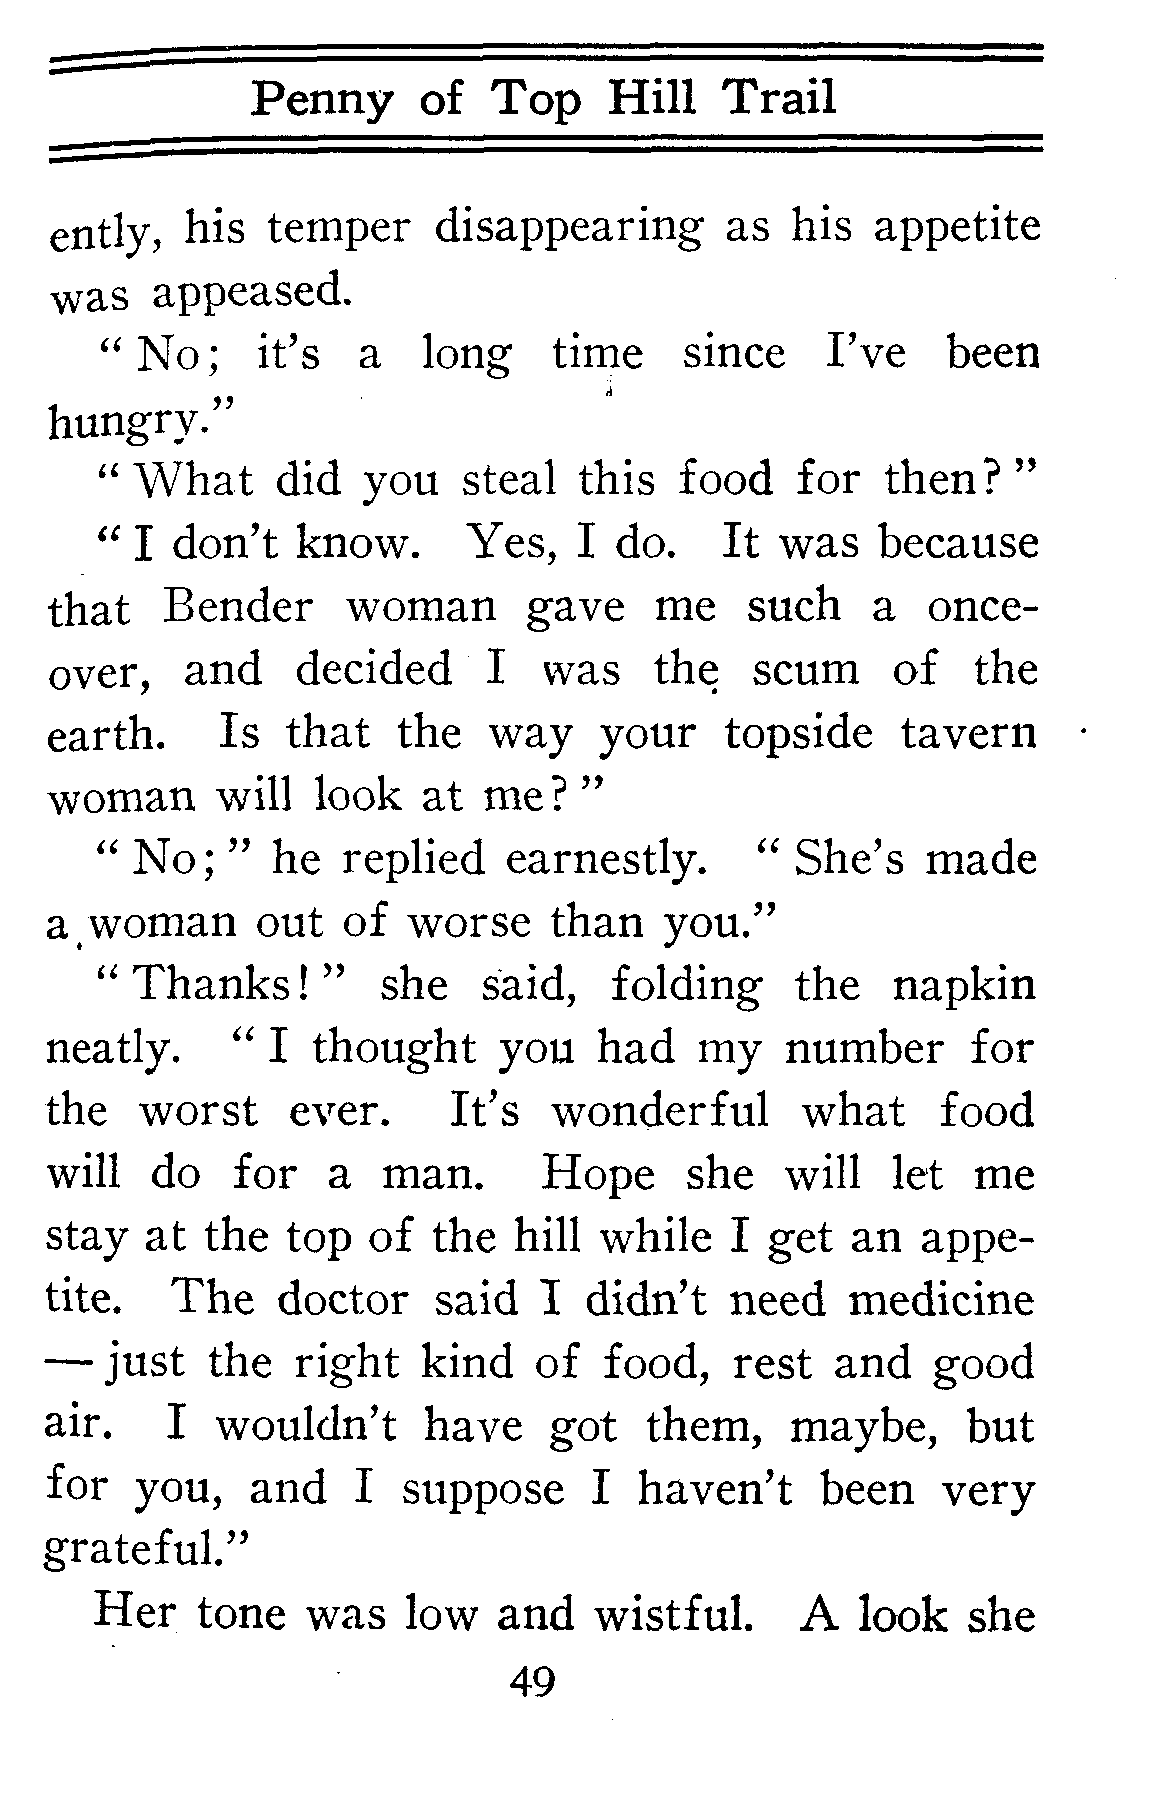 Penny of Top Hill Trail
ently, his temper disappearing as his appetite
was appeased.
“ No; it’s a long time since I’ve been
hungry.”
“ What did you steal this food for then? ”
“ I don’t know. Yes, I do. It was because
that Bender woman gave me such a once-
over, and decided I was the scum of the
earth. Is that the way your topside tavern
woman will look at me? ”
“ No; ” he replied earnestly. “ She’s made
a woman out of worse than you.”
“ Thanks! ” she said, folding the napkin
neatly. “ I thought you had my number for
the worst ever. It’s wonderful what food
will do for a man. Hope she will let me
stay at the top of the hill while I get an appe-
tite. The doctor said I didn’t need medicine
— just the right kind of food, rest and good
air. I wouldn’t have got them, maybe, but
for you, and I suppose I haven’t been very
grateful.”
Her tone was low and wistful. A look she
49